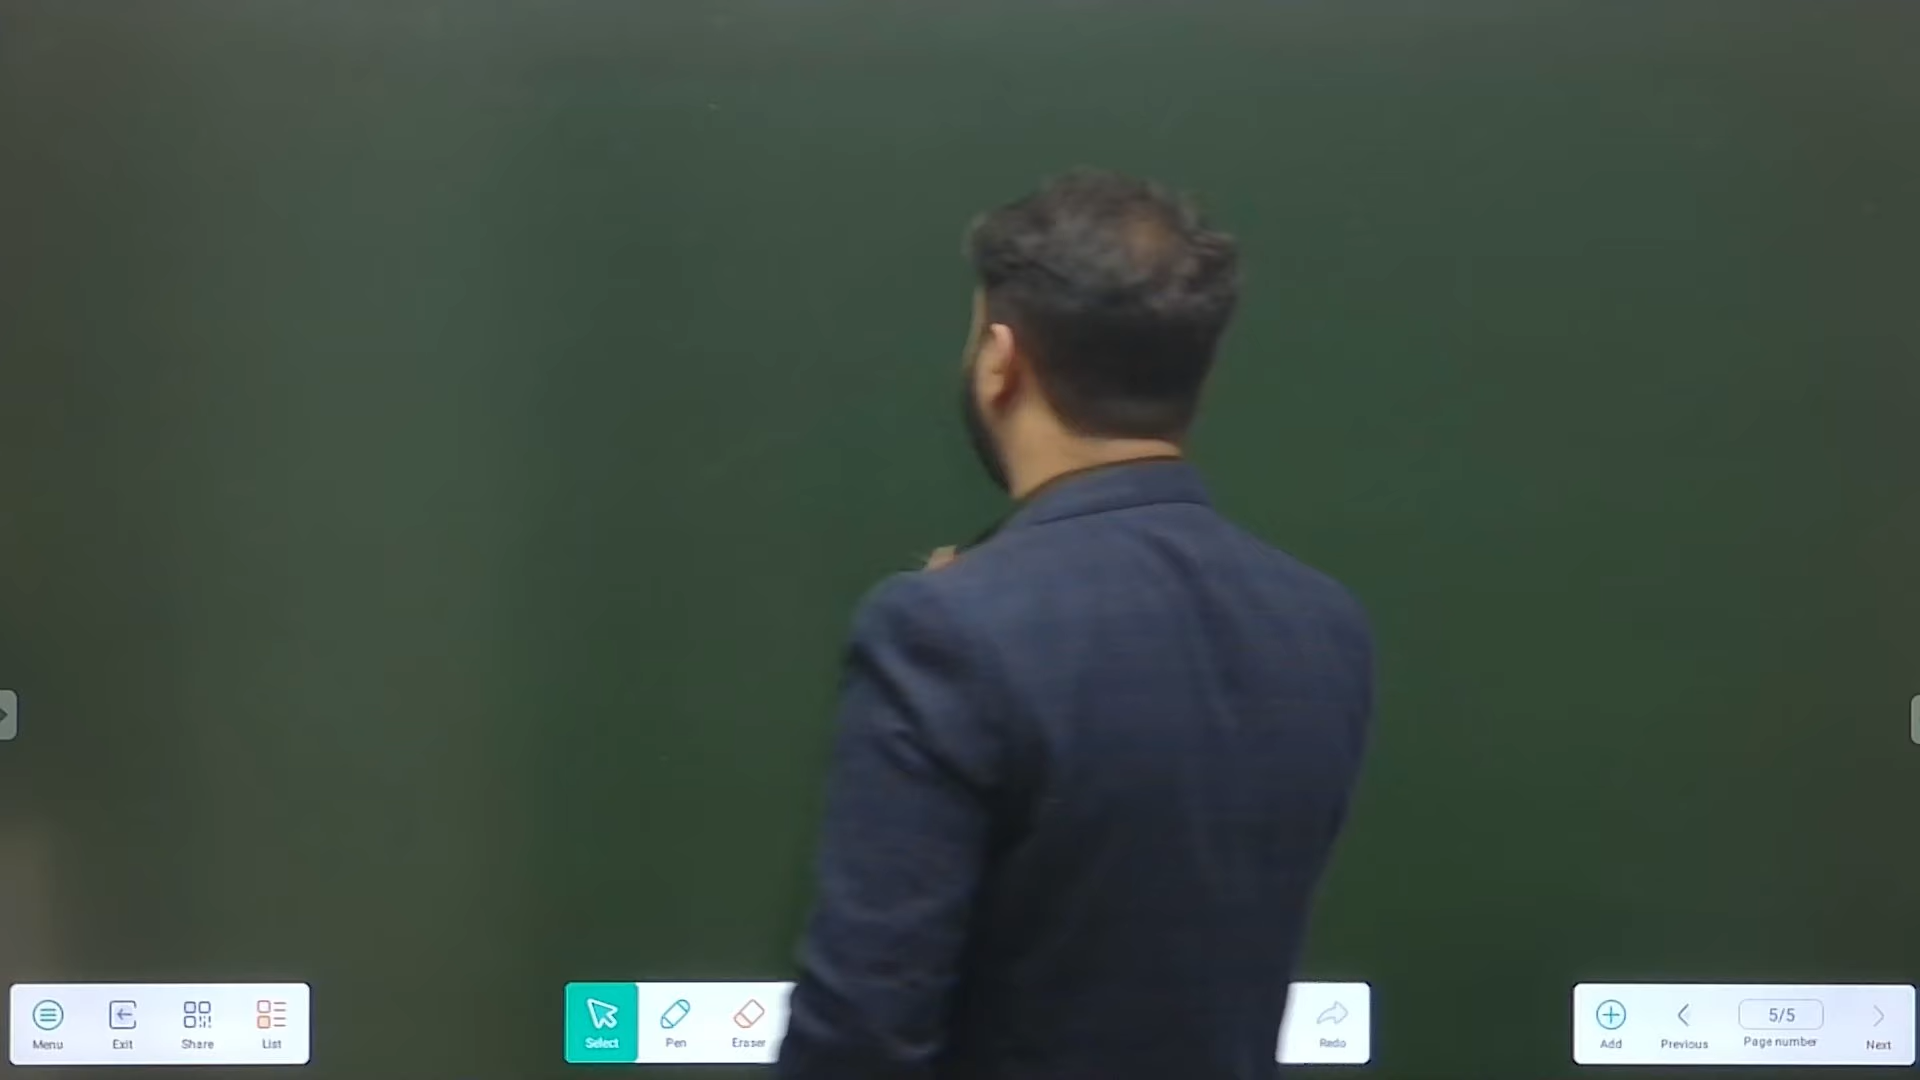 Menu
Exit
Share
List
Select
Pen
Eraser
Redo
Add
Previous
5/5
Page number
Next